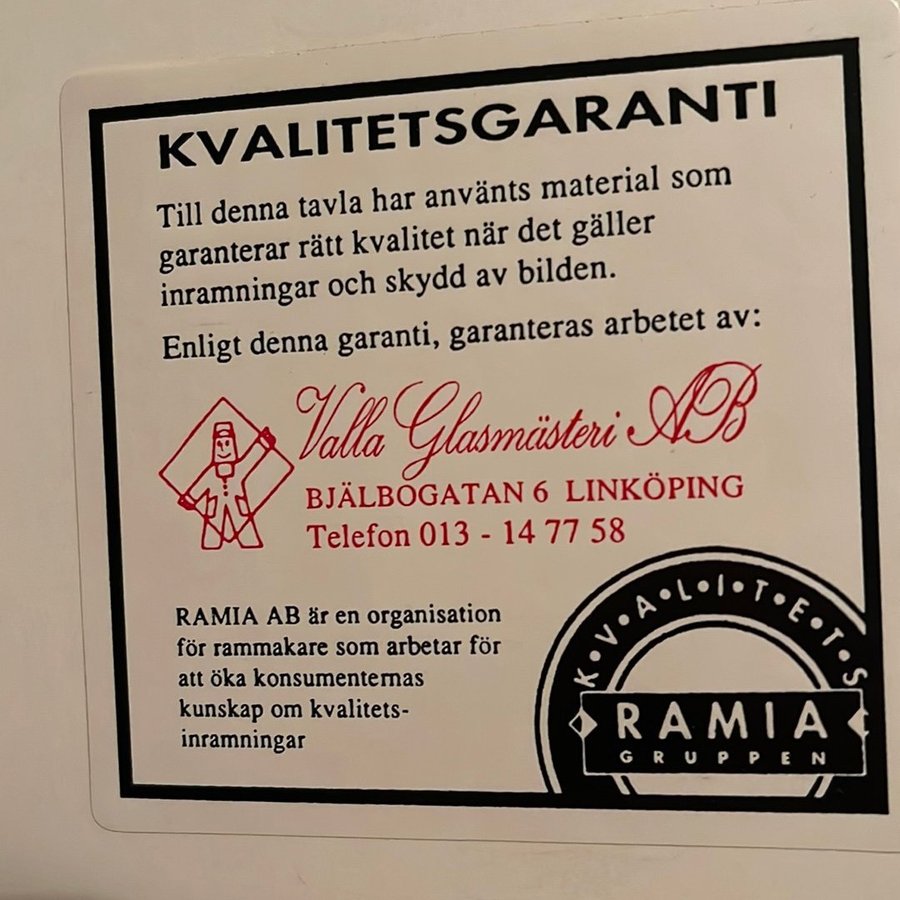 KVALITETSGARANTI
Till denna tavla har använts material som
garanterar rätt kvalitet när det gäller
inramningar och skydd av bilden.
Enligt denna garanti, garanteras arbetet av:
Valla Glasmästeri AB
BJÄLBOGATAN 6 LINKÖPING
Telefon 013 - 14 77 58
RAMIA AB är en organisation
för rammakare som arbetar för
att öka konsumenternas
kunskap om kvalitets-
inramningar
K•V•A•L•I•T•E•T•S
RAMIA
GRUPPEN